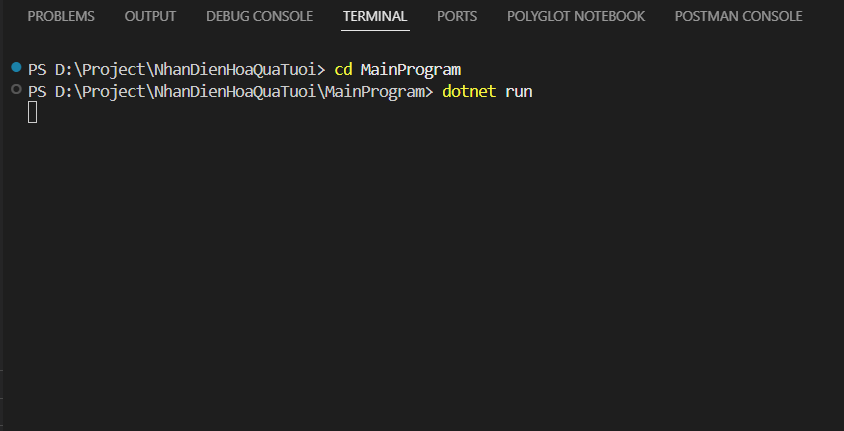 PROBLEMS OUTPUT DEBUG CONSOLE TERMINAL PORTS POLYGLOT NOTEBOOK POSTMAN CONSOLE
PS D:\Project\NhanDienHoaQuaTuoi> cd MainProgram
PS D:\Project\NhanDienHoaQuaTuoi\MainProgram> dotnet run